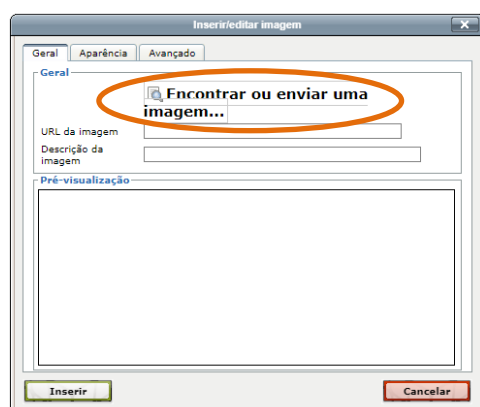 Inserir/editar imagem
Geral Aparência Avançado
Geral
Encontrar ou enviar uma
imagem...
URL da imagem
Descrição da
imagem
Pré-visualização
Inserir Cancelar